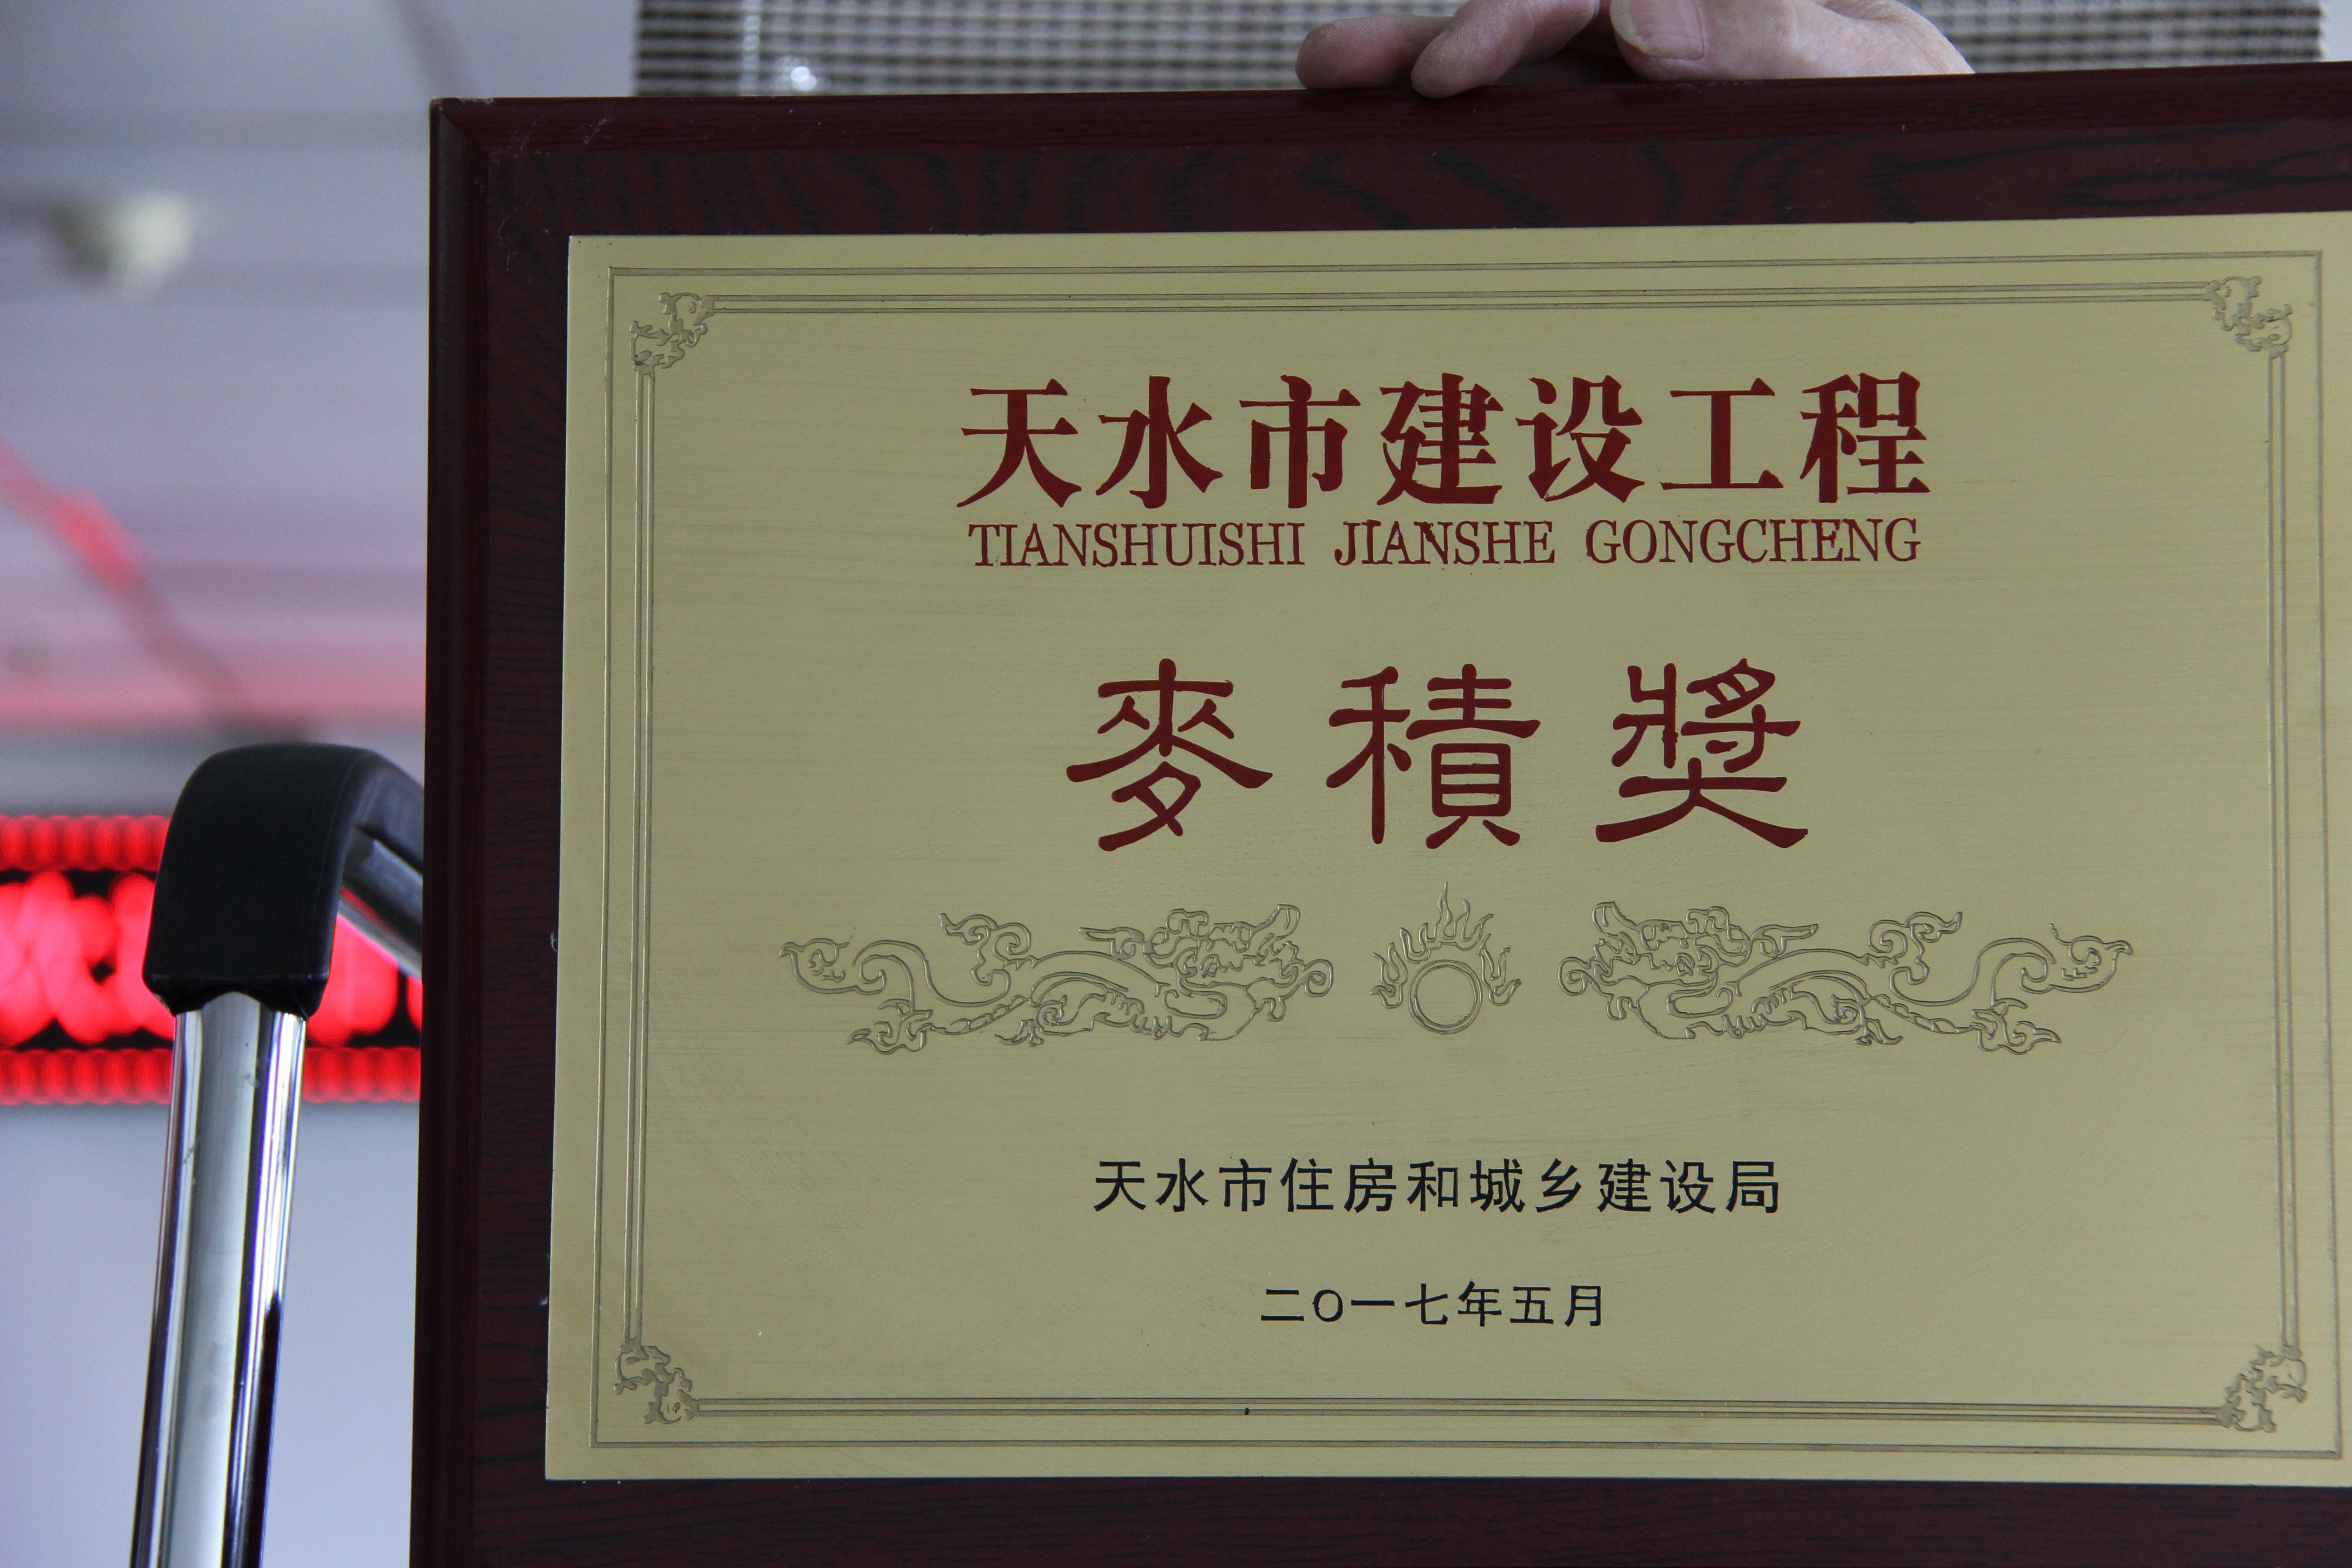 天水市建设工程
TIANSHUISHI JIANSHE GONGCHENG
麥積獎
天水市住房和城乡建设局
二〇一七年五月